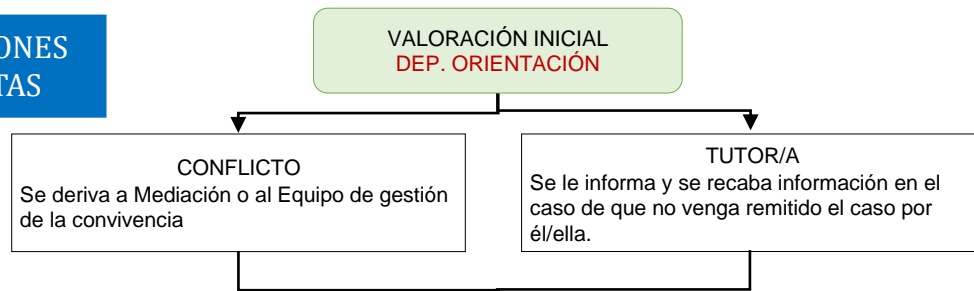 VALORACIÓN INICIAL
DEP. ORIENTACIÓN
CONFLICTO
Se deriva a Mediación o al Equipo de gestión
de la convivencia
TUTOR/A
Se le informa y se recaba información en el
caso de que no venga remitido el caso por
él/ella.